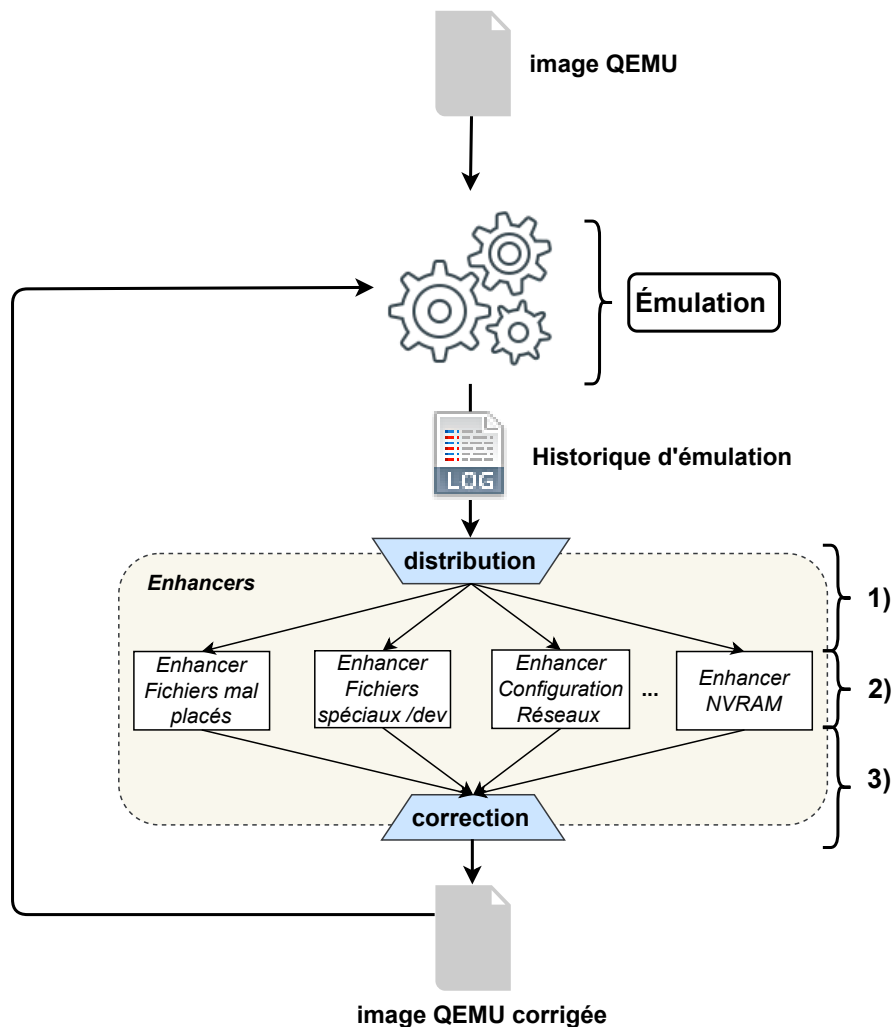 image QEMU
Émulation
LOG
Historique d'émulation
distribution
Enhancers
1)
Enhancer
Fichiers mal
placés
Enhancer
Fichiers
spéciaux /dev
Enhancer
Configuration
Réseaux
...
Enhancer
NVRAM
2)
3)
correction
image QEMU corrigée